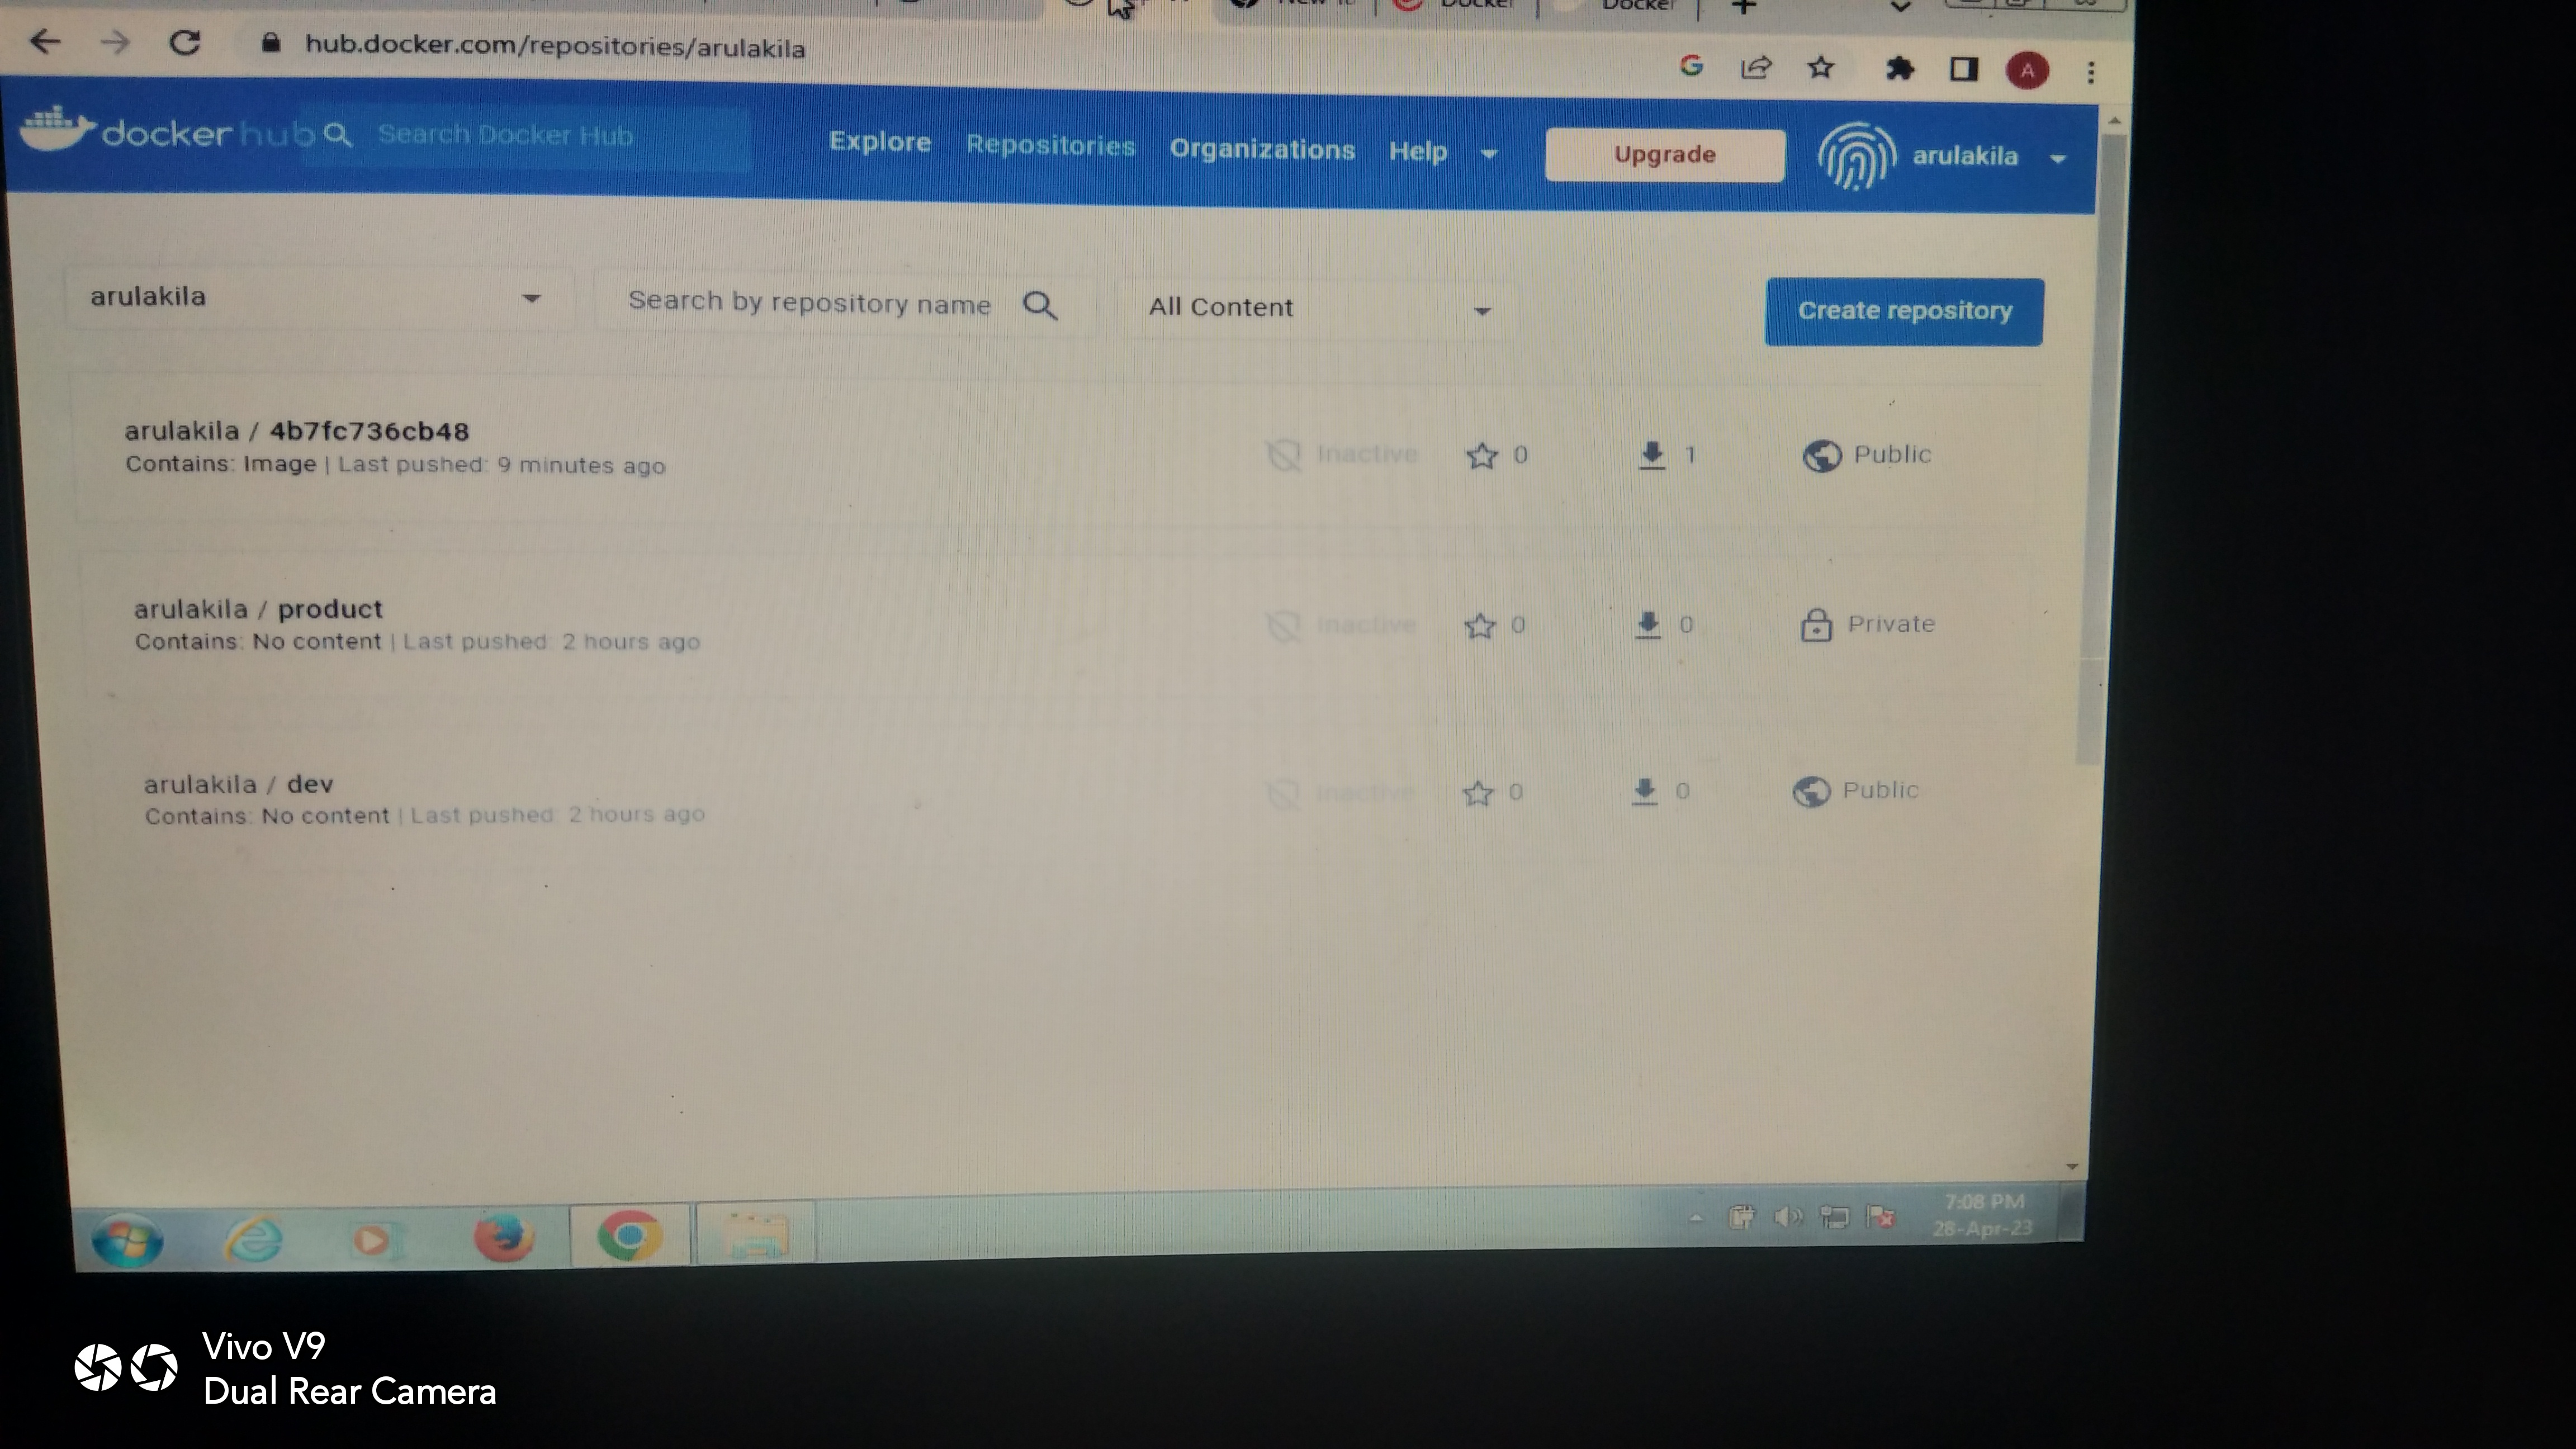 Docker
Docker
hub.docker.com/repositories/arulakila
A
docker hub
Search Docker Hub
Explore
Repositories
Organizations
Help
Upgrade
arulakila
arulakila
Search by repository name
All Content
Create repository
arulakila / 4b7fc736cb48
Contains: Image | Last pushed: 9 minutes ago
Inactive
0
1
Public
arulakila / product
Contains: No content | Last pushed: 2 hours ago
Inactive
0
0
Private
arulakila / dev
Contains: No content | Last pushed: 2 hours ago
Inactive
0
0
Public
7:08 PM
28-Apr-23
Vivo V9
Dual Rear Camera